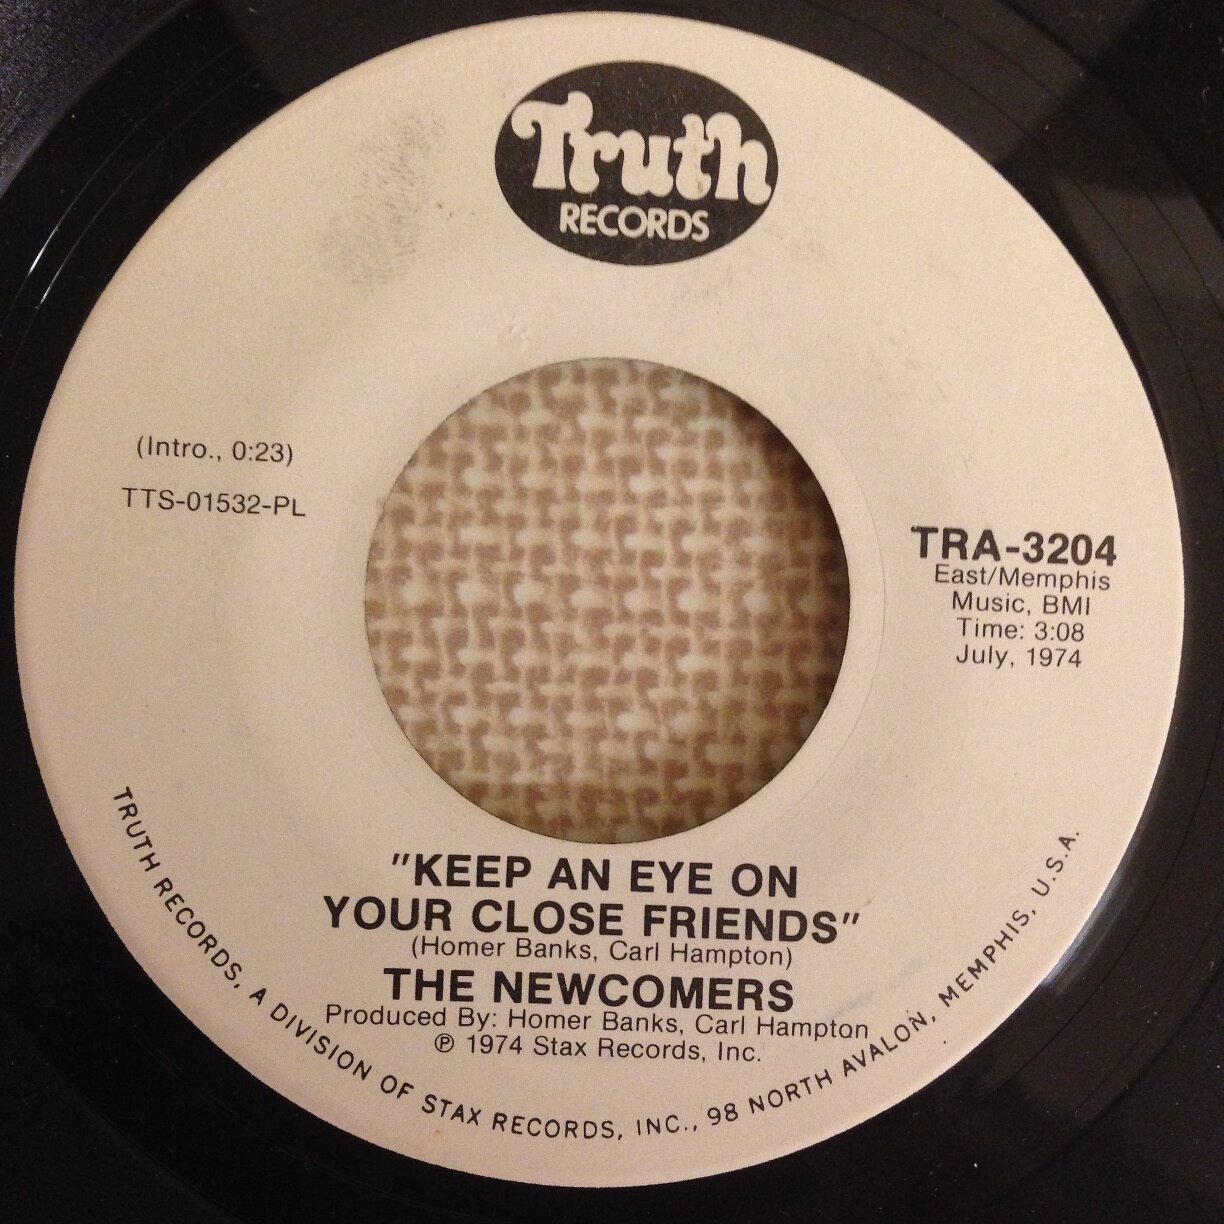 Truth
RECORDS
(Intro., 0:23)
TTS-01532-PL
TRA-3204
East/Memphis
Music, BMI
Time: 3:08
July, 1974
"KEEP AN EYE ON
YOUR CLOSE FRIENDS"
(Homer Banks, Carl Hampton)
THE NEWCOMERS
Produced By: Homer Banks, Carl Hampton
℗ 1974 Stax Records, Inc.
TRUTH RECORDS, A DIVISION OF STAX RECORDS, INC., 98 NORTH AVALON, MEMPHIS, U.S.A.